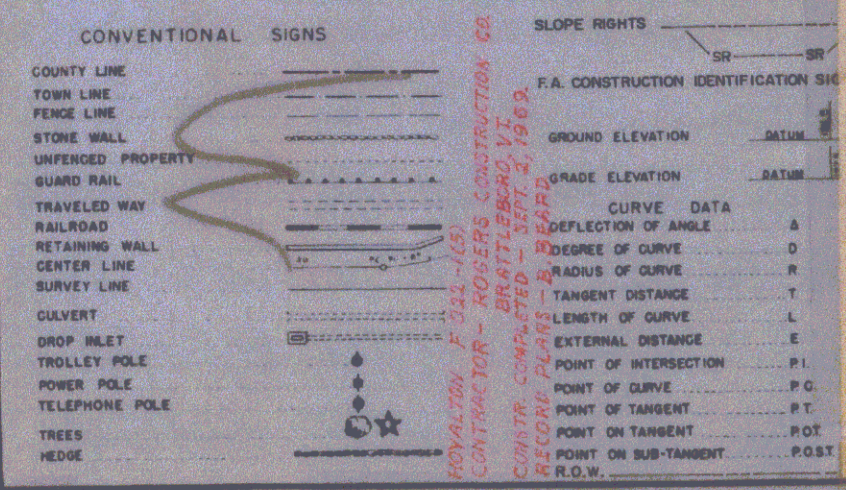 CONVENTIONAL SIGNS
COUNTY LINE
TOWN LINE
FENCE LINE
STONE WALL
UNFENCED PROPERTY
GUARD RAIL
TRAVELED WAY
RAILROAD
RETAINING WALL
CENTER LINE
SURVEY LINE
CULVERT
DROP INLET
TROLLEY POLE
POWER POLE
TELEPHONE POLE
TREES
HEDGE
ROYALTON F 022-1(5)
CONTRACTOR - ROGERS CONSTRUCTION CO.
BRATTLEBORO, VT.
CONSTR. COMPLETED - SEPT. 2, 1969.
RECORD PLANS - B. BEARD
SLOPE RIGHTS
SR SR
F.A. CONSTRUCTION IDENTIFICATION
GROUND ELEVATION DATUM
GRADE ELEVATION DATUM
CURVE DATA
DEFLECTION OF ANGLE Δ
DEGREE OF CURVE D
RADIUS OF CURVE R
TANGENT DISTANCE T
LENGTH OF CURVE L
EXTERNAL DISTANCE E
POINT OF INTERSECTION P.I.
POINT OF CURVE P.C.
POINT OF TANGENT P.T.
POINT ON TANGENT P.O.T.
POINT ON SUB-TANGENT P.O.S.T.
R.O.W.